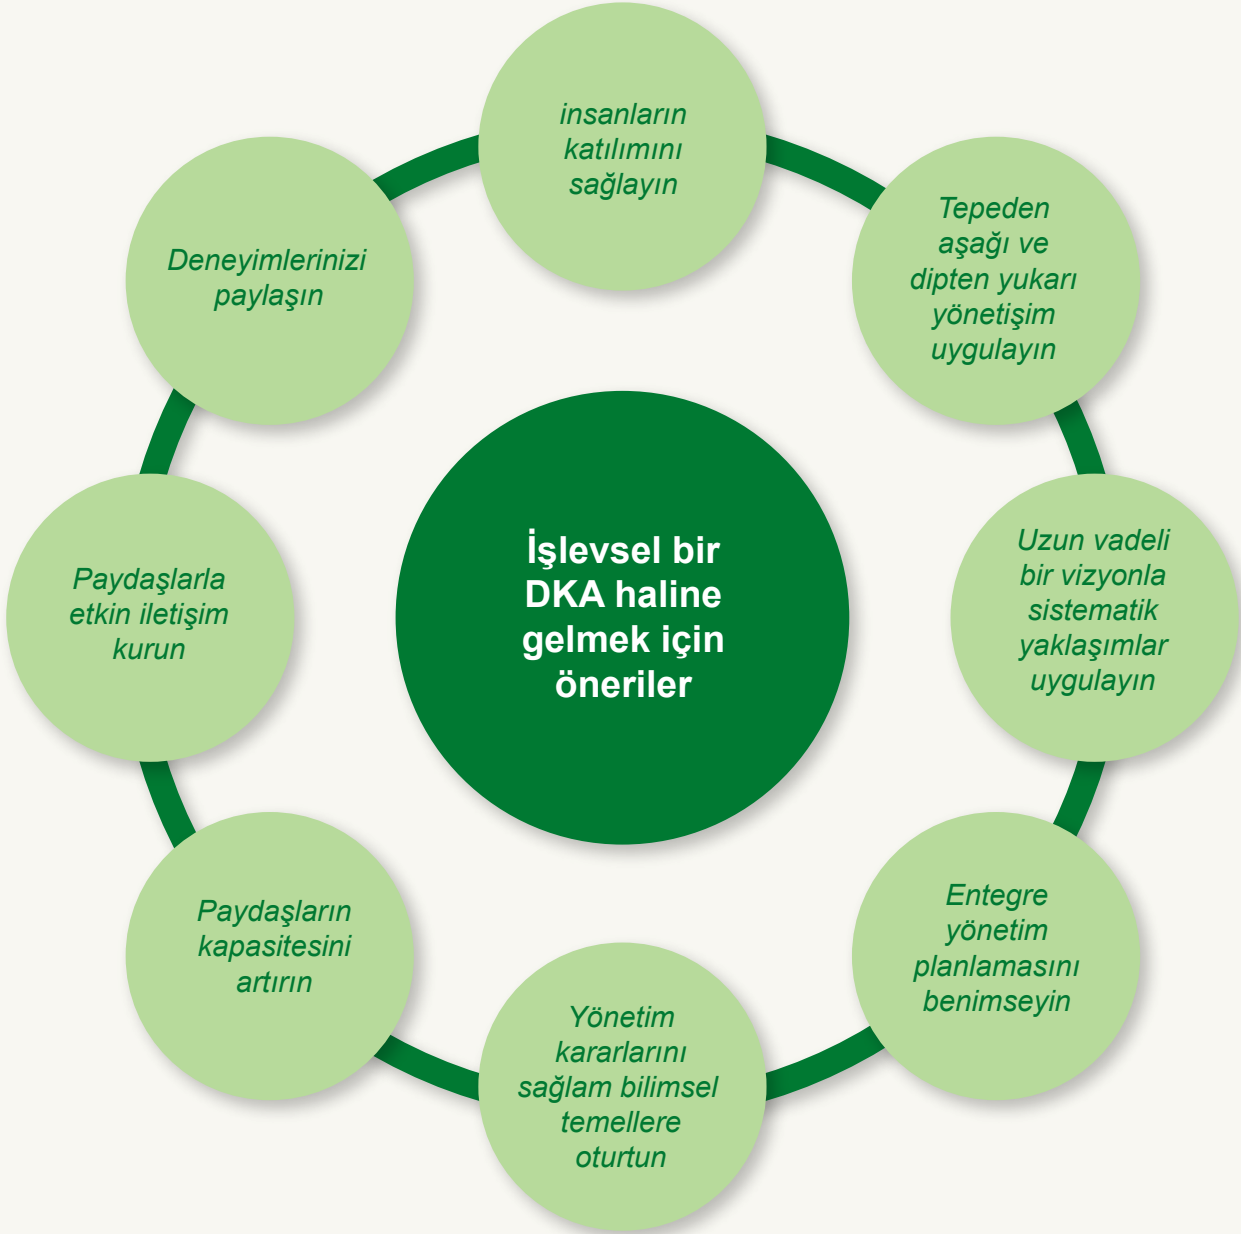 insanların
katılımını
sağlayın
Tepeden
aşağı ve
dipten yukarı
yönetişim
uygulayın
Uzun vadeli
bir vizyonla
sistematik
yaklaşımlar
uygulayın
Entegre
yönetim
planlamasını
benimseyin
Yönetim
kararlarını
sağlam bilimsel
temellere
oturtun
Paydaşların
kapasitesini
artırın
Paydaşlarla
etkin iletişim
kurun
Deneyimlerinizi
paylaşın
İşlevsel bir
DKA haline
gelmek için
öneriler